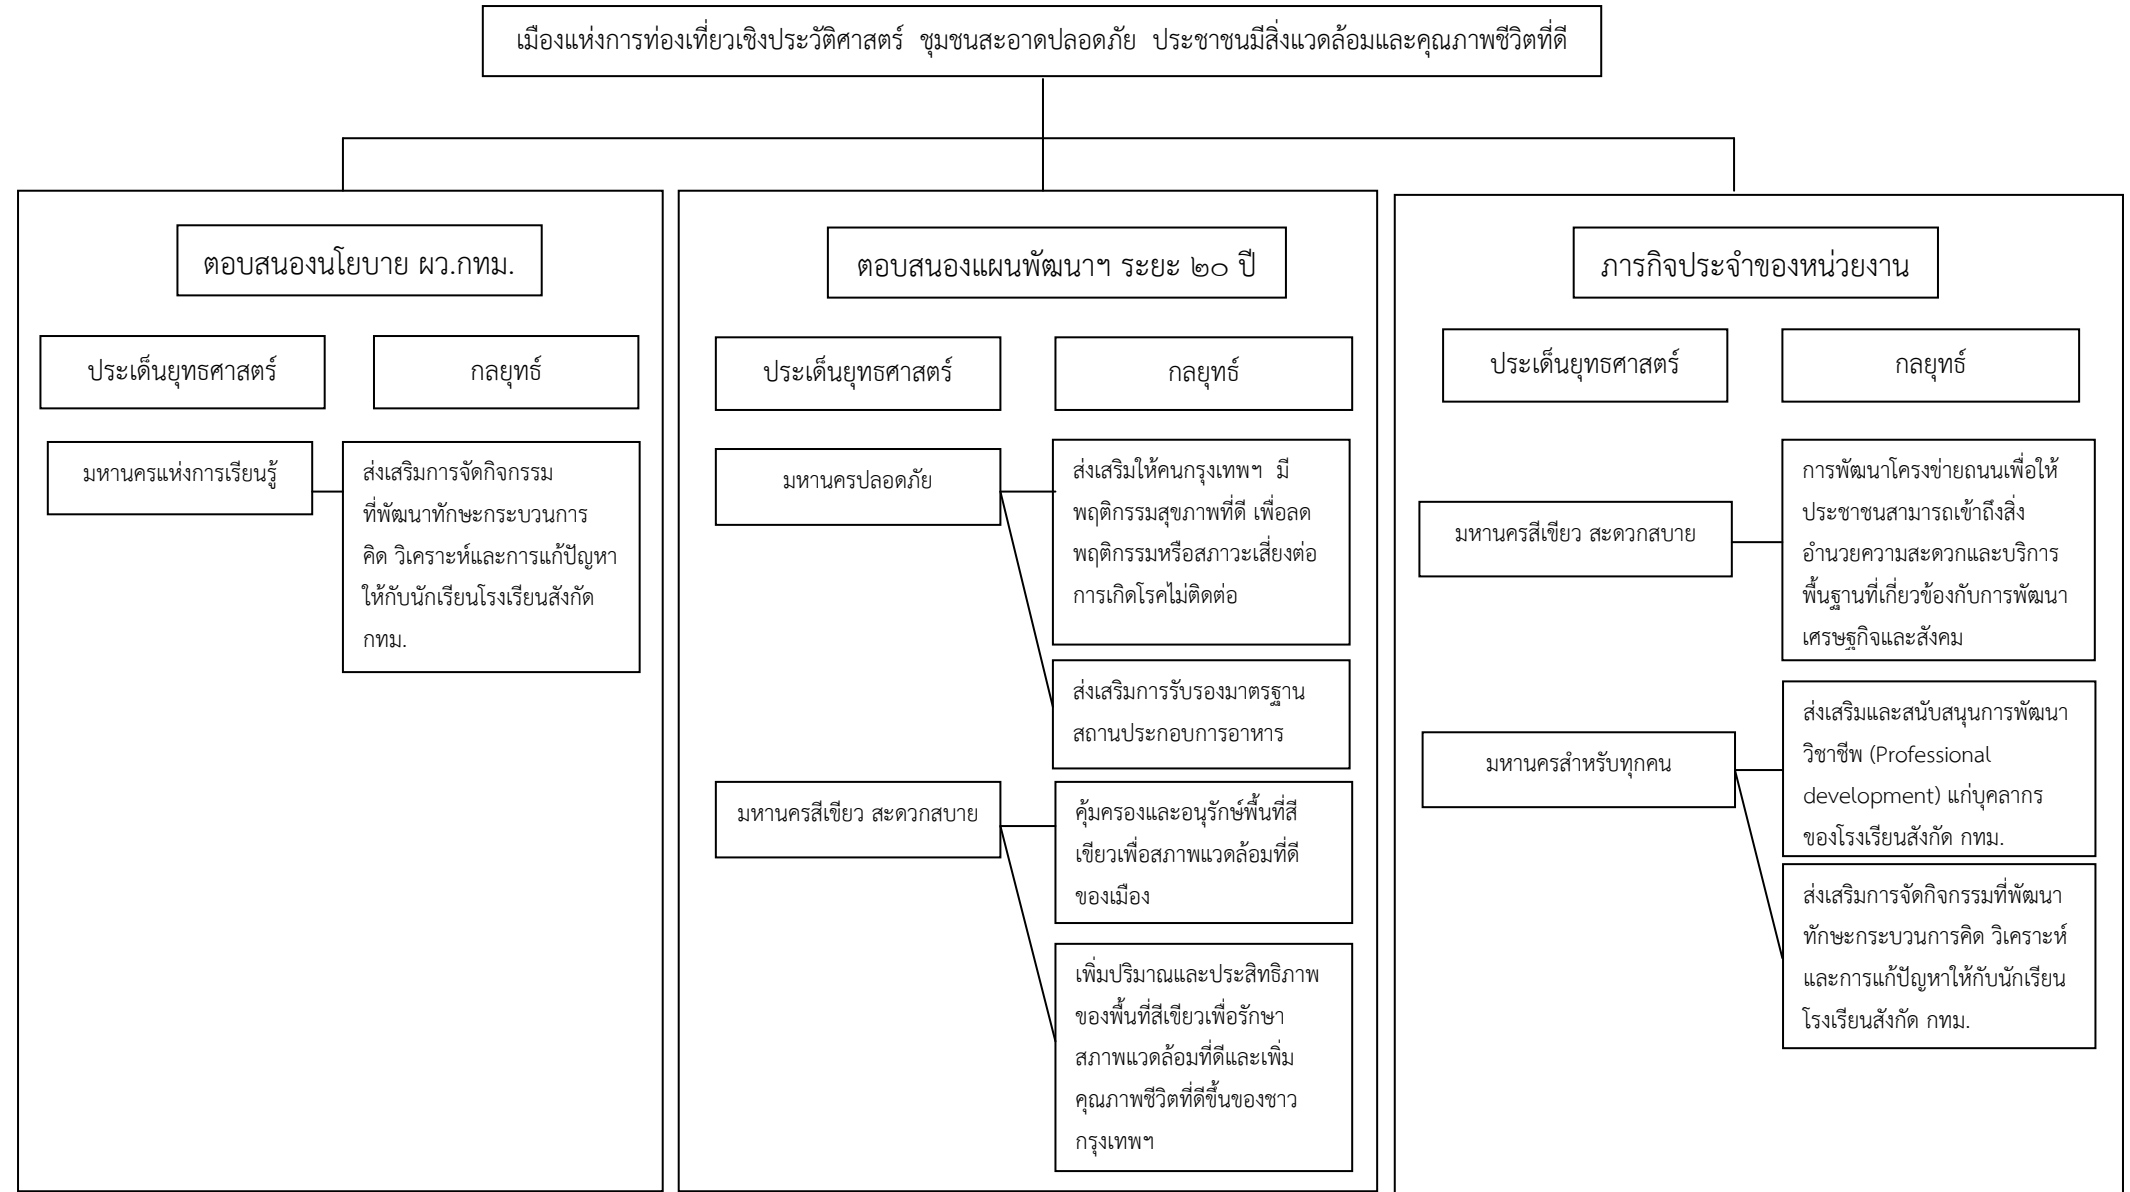 เมืองแห่งการท่องเที่ยวเชิงประวัติศาสตร์  ชุมชนสะอาดปลอดภัย  ประชาชนมีสิ่งแวดล้อมและคุณภาพชีวิตที่ดี
ตอบสนองนโยบาย ผว.กทม.
ประเด็นยุทธศาสตร์
กลยุทธ์
มหานครแห่งการเรียนรู้
ส่งเสริมการจัดกิจกรรม
ที่พัฒนาทักษะกระบวนการ
คิด วิเคราะห์และการแก้ปัญหา
ให้กับนักเรียนโรงเรียนสังกัด
กทม.
ตอบสนองแผนพัฒนาฯ ระยะ ๒๐ ปี
ประเด็นยุทธศาสตร์
กลยุทธ์
มหานครปลอดภัย
ส่งเสริมให้คนกรุงเทพฯ  มี
พฤติกรรมสุขภาพที่ดี เพื่อลด
พฤติกรรมหรือสภาวะเสี่ยงต่อ
การเกิดโรคไม่ติดต่อ
ส่งเสริมการรับรองมาตรฐาน
สถานประกอบการอาหาร
มหานครสีเขียว สะดวกสบาย
คุ้มครองและอนุรักษ์พื้นที่สี
เขียวเพื่อสภาพแวดล้อมที่ดี
ของเมือง
เพิ่มปริมาณและประสิทธิภาพ
ของพื้นที่สีเขียวเพื่อรักษา
สภาพแวดล้อมที่ดีและเพิ่ม
คุณภาพชีวิตที่ดีขึ้นของชาว
กรุงเทพฯ
ภารกิจประจำของหน่วยงาน
ประเด็นยุทธศาสตร์
กลยุทธ์
มหานครสีเขียว สะดวกสบาย
การพัฒนาโครงข่ายถนนเพื่อให้
ประชาชนสามารถเข้าถึงสิ่ง
อำนวยความสะดวกและบริการ
พื้นฐานที่เกี่ยวข้องกับการพัฒนา
เศรษฐกิจและสังคม
มหานครสำหรับทุกคน
ส่งเสริมและสนับสนุนการพัฒนา
วิชาชีพ (Professional
development) แก่บุคลากร
ของโรงเรียนสังกัด กทม.
ส่งเสริมการจัดกิจกรรมที่พัฒนา
ทักษะกระบวนการคิด วิเคราะห์
และการแก้ปัญหาให้กับนักเรียน
โรงเรียนสังกัด กทม.